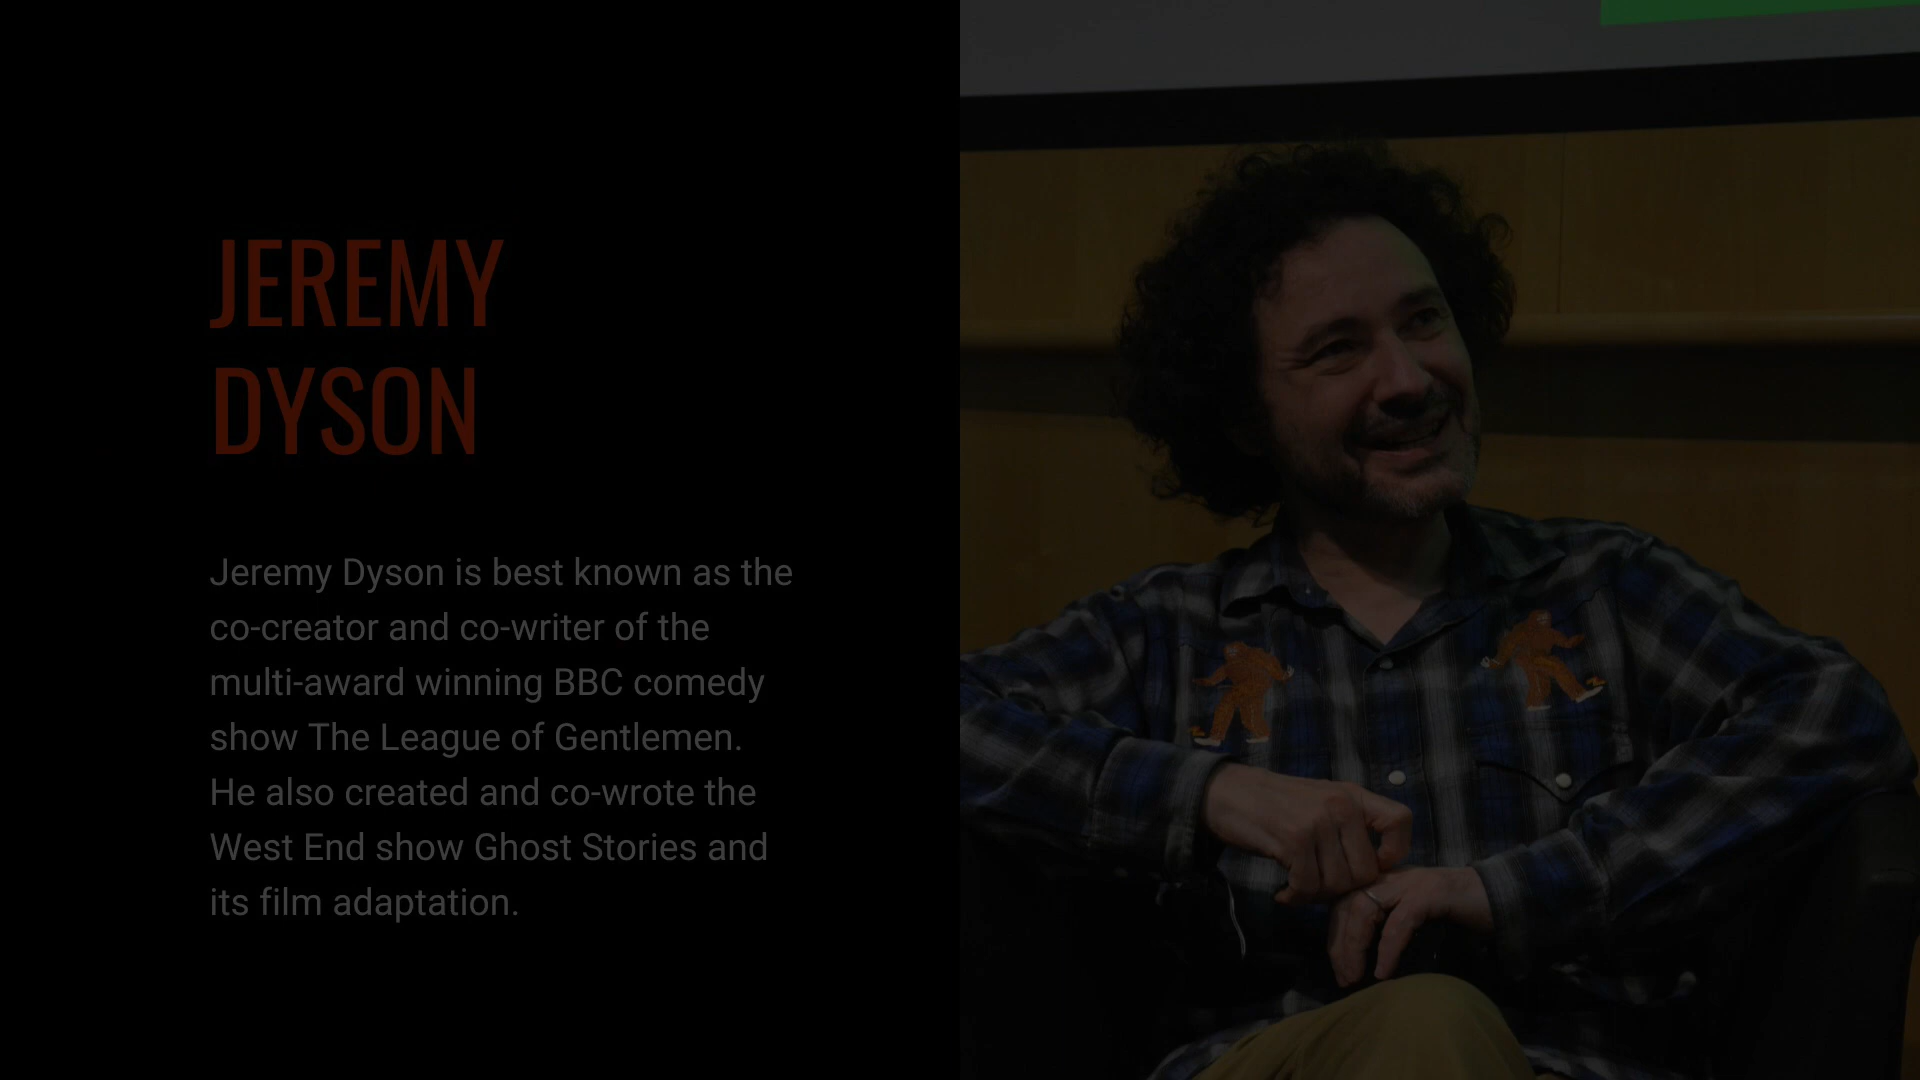 JEREMY
DYSON
Jeremy Dyson is best known as the
co-creator and co-writer of the
multi-award winning BBC comedy
show The League of Gentlemen.
He also created and co-wrote the
West End show Ghost Stories and
its film adaptation.